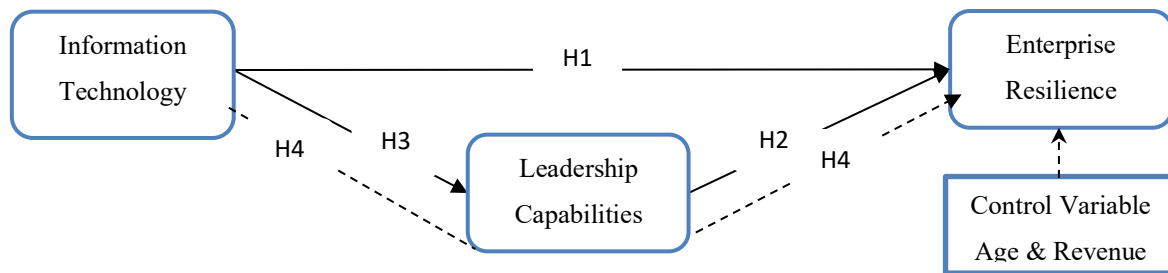 Information
Technology
H1
Enterprise
Resilience
H4
H3
Leadership
Capabilities
H2
H4
Control Variable
Age & Revenue